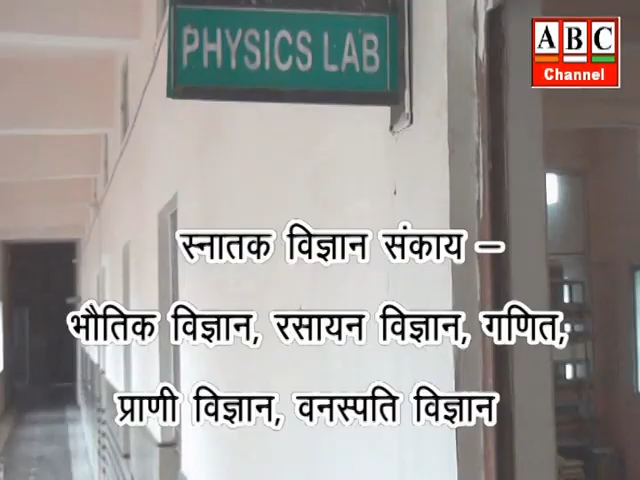 PHYSICS LAB
ABC
Channel
स्नातक विज्ञान संकाय –
भौतिक विज्ञान, रसायन विज्ञान, गणित,
प्राणी विज्ञान, वनस्पति विज्ञान